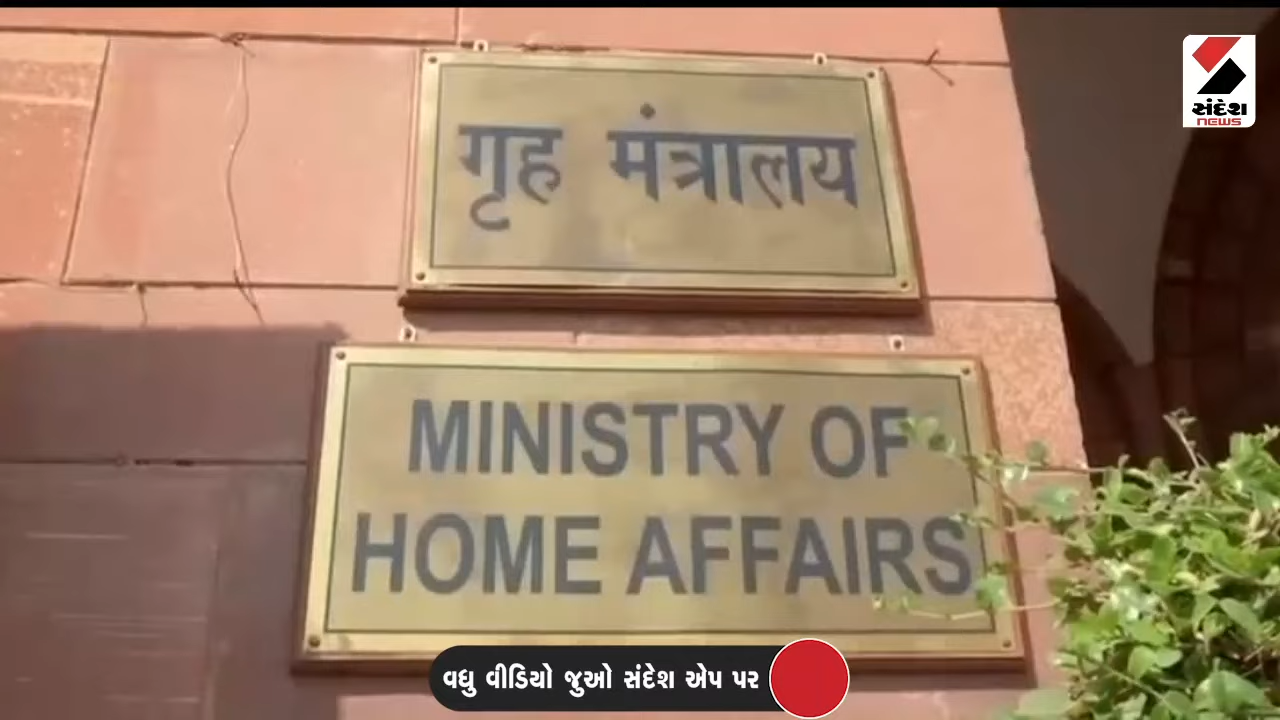 गृह मंत्रालय
સંદેશ
NEWS
MINISTRY OF
HOME AFFAIRS
વધુ વીડિયો જુઓ સંદેશ એપ પર